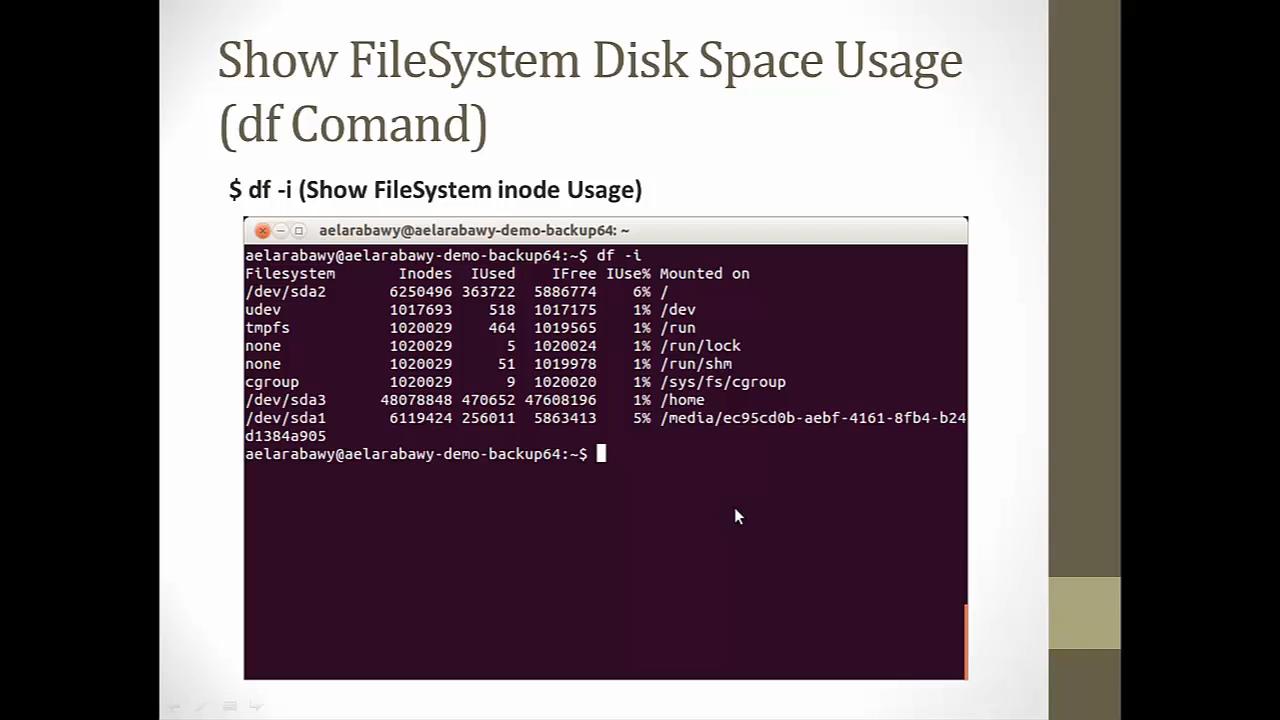 Show FileSystem Disk Space Usage
(df Comand)
$ df -i (Show FileSystem inode Usage)
aelarabawy@aelarabawy-demo-backup64: ~
aelarabawy@aelarabawy-demo-backup64:~$ df -i
Filesystem Inodes IUsed IFree IUse% Mounted on
/dev/sda2 6250496 363722 5886774 6% /
udev 1017693 518 1017175 1% /dev
tmpfs 1020029 464 1019565 1% /run
none 1020029 5 1020024 1% /run/lock
none 1020029 51 1019978 1% /run/shm
cgroup 1020029 9 1020020 1% /sys/fs/cgroup
/dev/sda3 48078848 470652 47608196 1% /home
/dev/sda1 6119424 256011 5863413 5% /media/ec95cd0b-aebf-4161-8fb4-b24
d1384a905
aelarabawy@aelarabawy-demo-backup64:~$